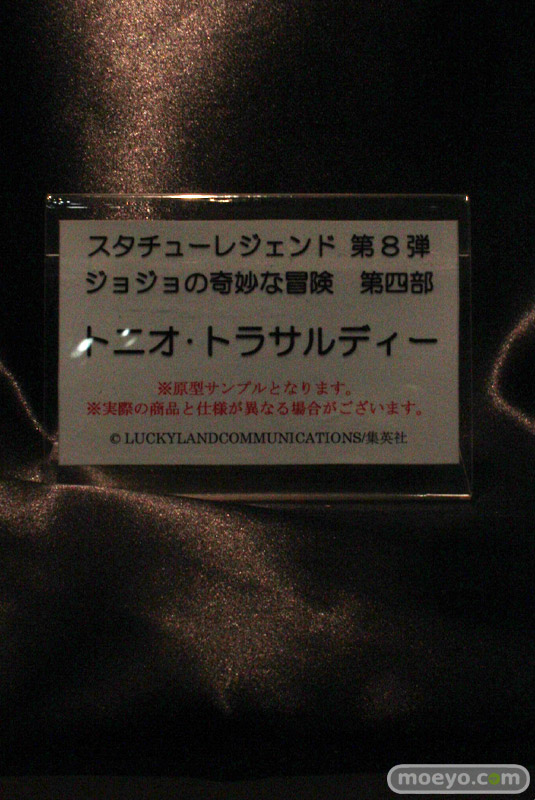 スタチューレジェンド 第8弾
ジョジョの奇妙な冒険 第四部
トニオ・トラサルディー
※原型サンプルとなります。
※実際の商品と仕様が異なる場合がございます。
© LUCKYLANDCOMMUNICATIONS/集英社
moeyo.com